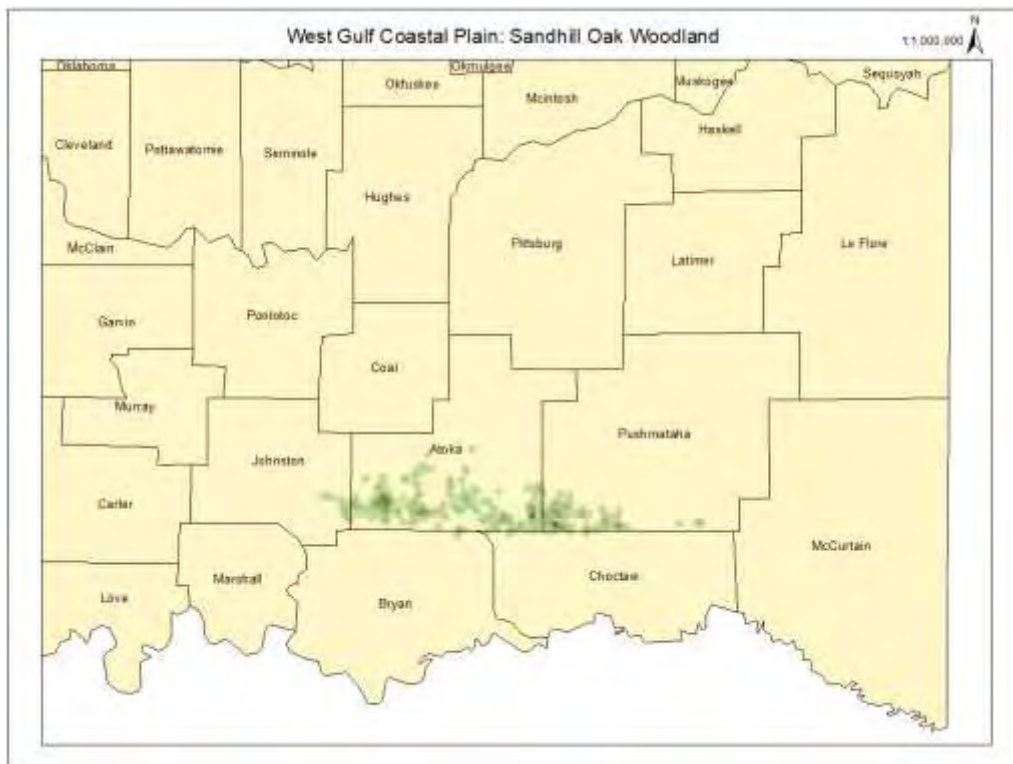 West Gulf Coastal Plain: Sandhill Oak Woodland
N
1:1,000,000
Oklahoma
Okfuskee
Okmulgee
McIntosh
Muskogee
Sequoyah
Cleveland
Pottawatomie
Seminole
Haskell
Hughes
McClain
Pittsburg
Latimer
Le Flore
Garvin
Pontotoc
Coal
Murray
Johnston
Atoka
Pushmataha
Carter
McCurtain
Love
Marshall
Bryan
Choctaw